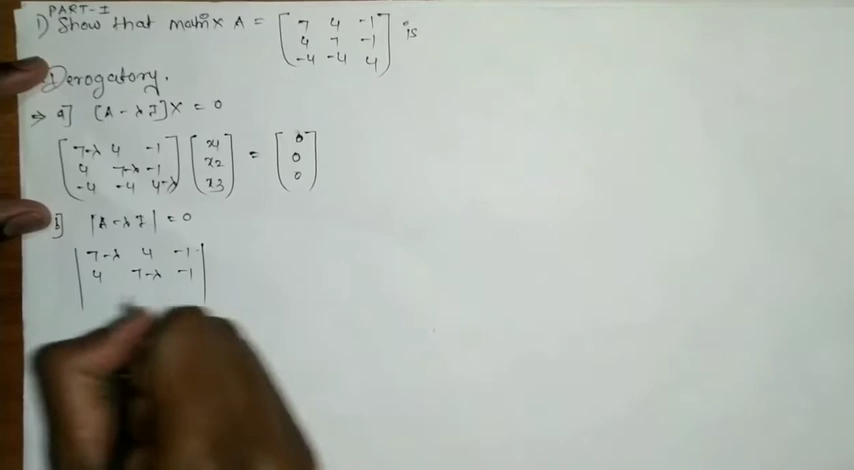 PART-I
1) Show that matrix A = [ 7 4 -1 ] is
[ 4 7 -1 ]
[ -4 -4 4 ]
Derogatory.
⇒ a] [A - λI]X = 0
[ 7-λ 4 -1 ] [ x1 ] = [ 0 ]
[ 4 7-λ -1 ] [ x2 ] [ 0 ]
[ -4 -4 4-λ ] [ x3 ] [ 0 ]
b] |A - λI| = 0
| 7-λ 4 -1 |
| 4 7-λ -1 |